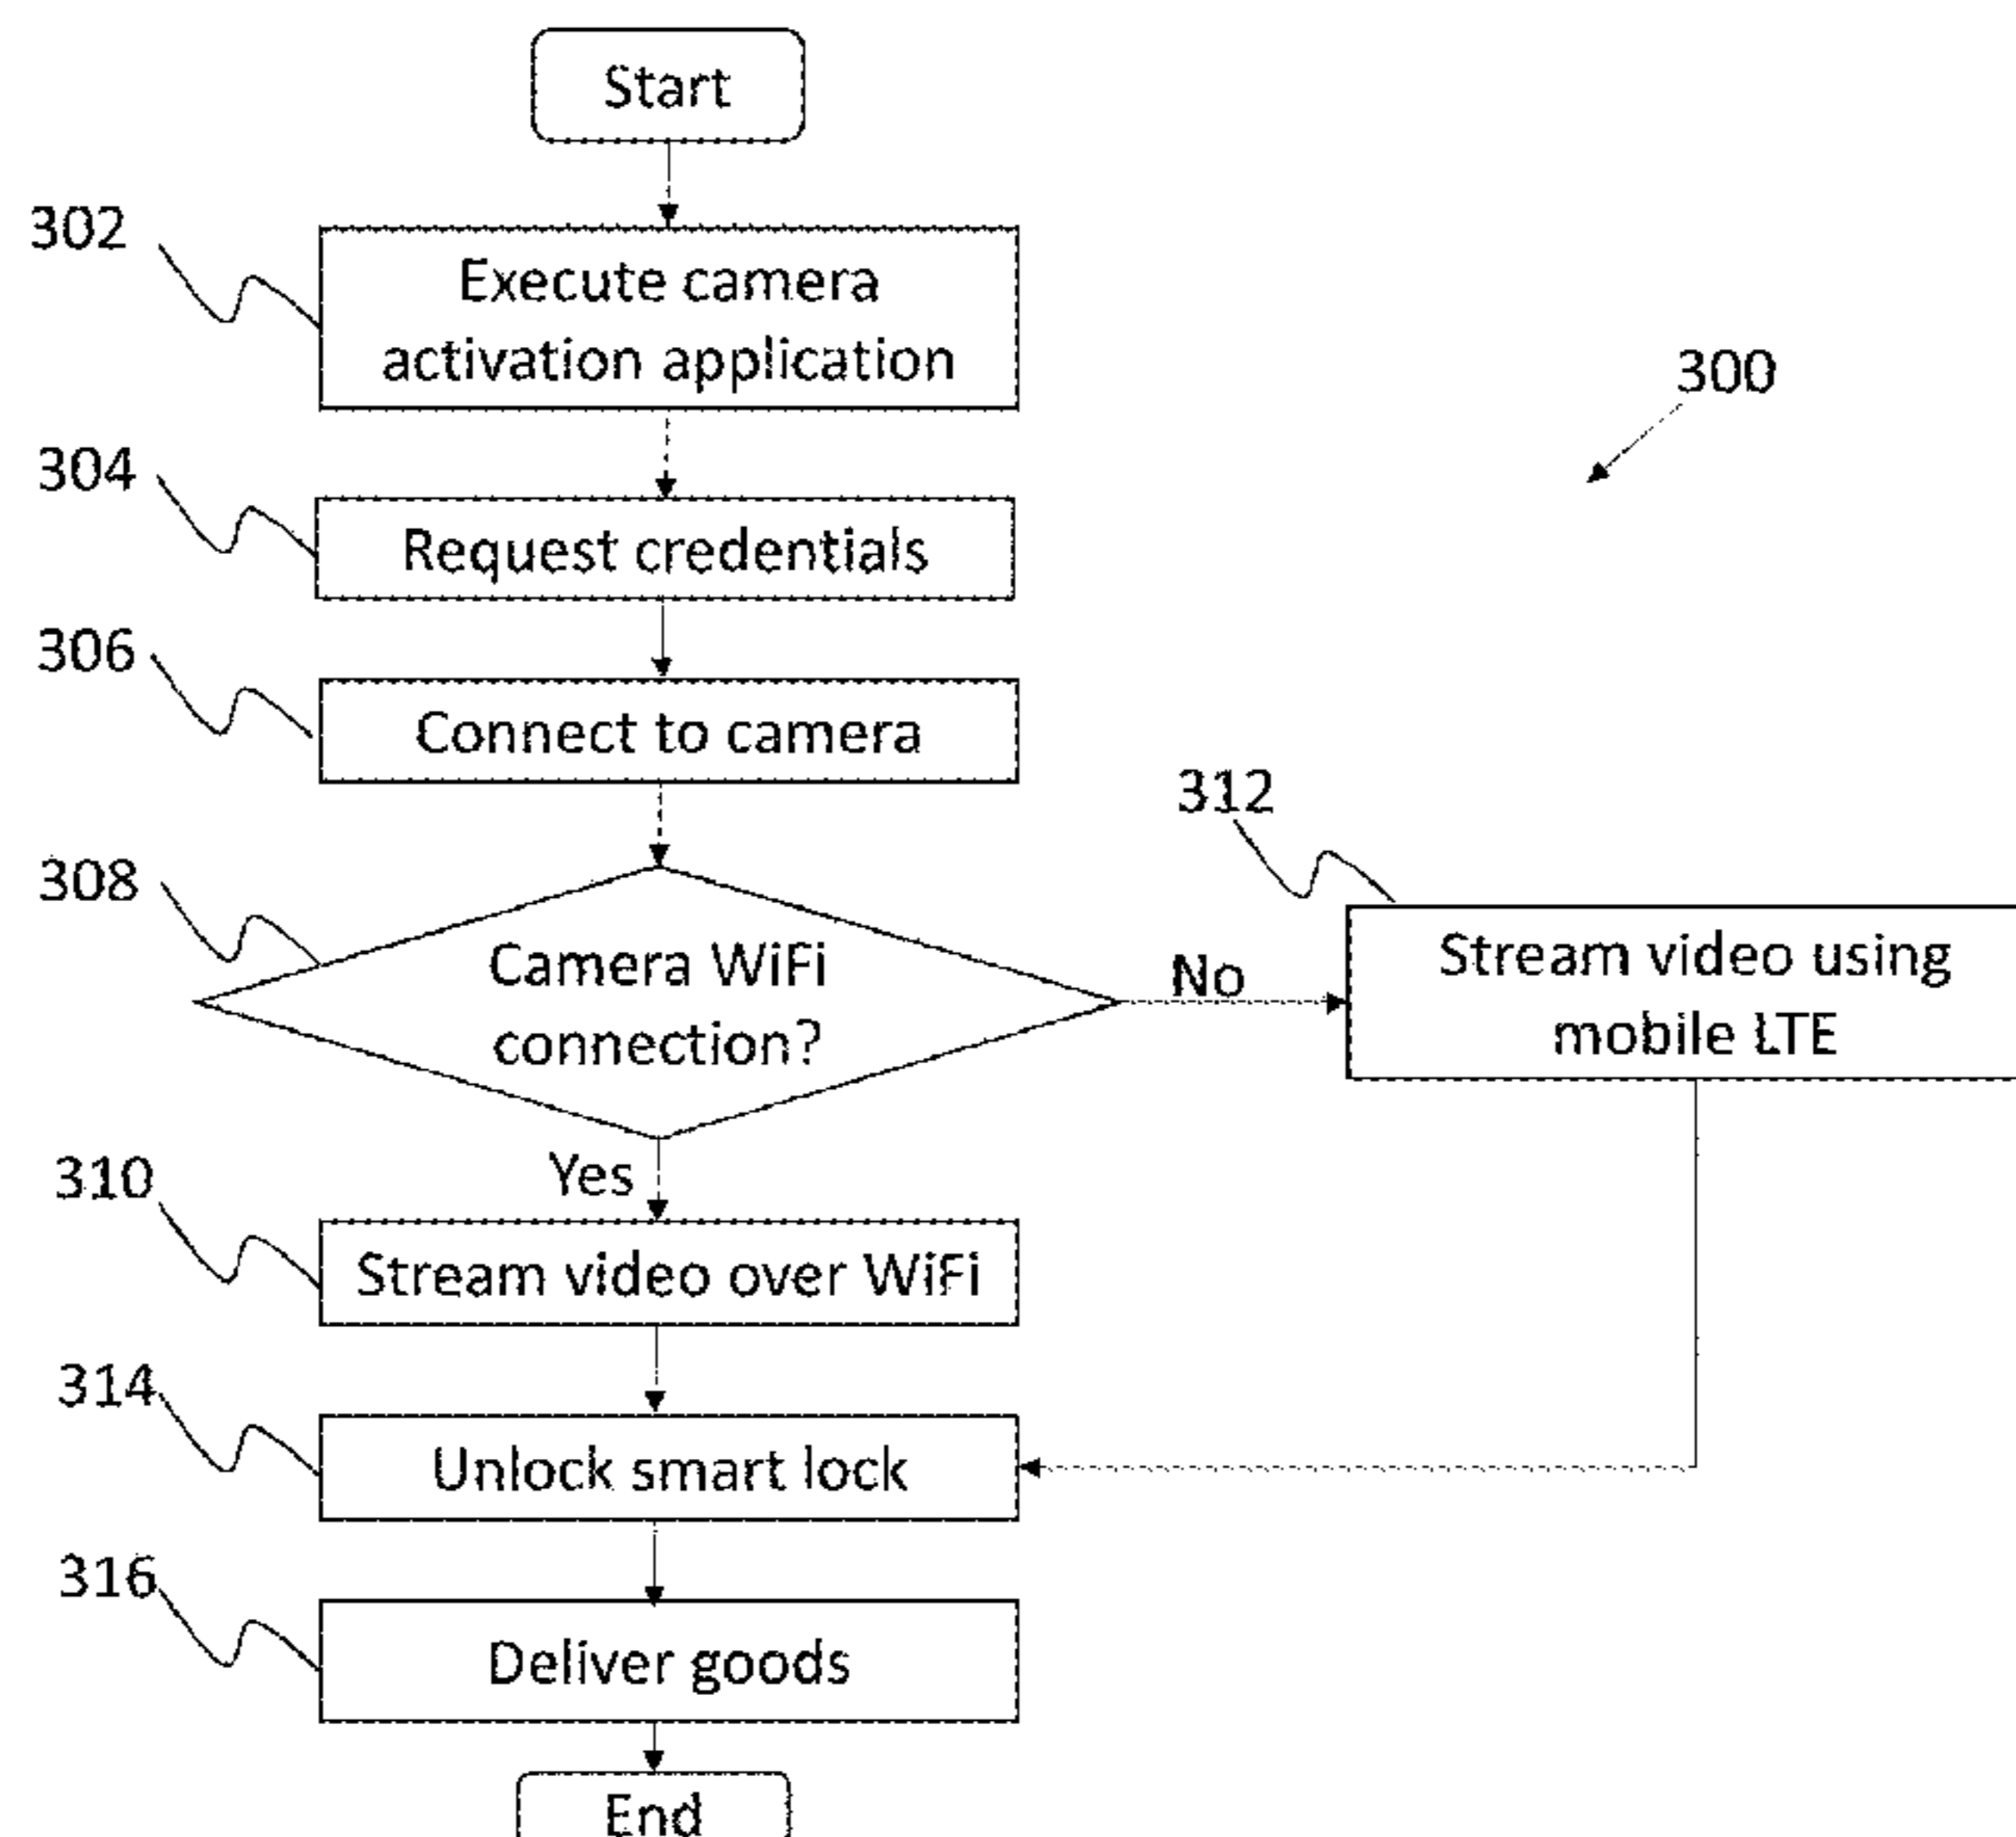 Start
302
Execute camera
activation application
300
304
Request credentials
306
Connect to camera
308
Camera WiFi
connection?
No
312
Stream video using
mobile LTE
Yes
310
Stream video over WiFi
314
Unlock smart lock
316
Deliver goods
End